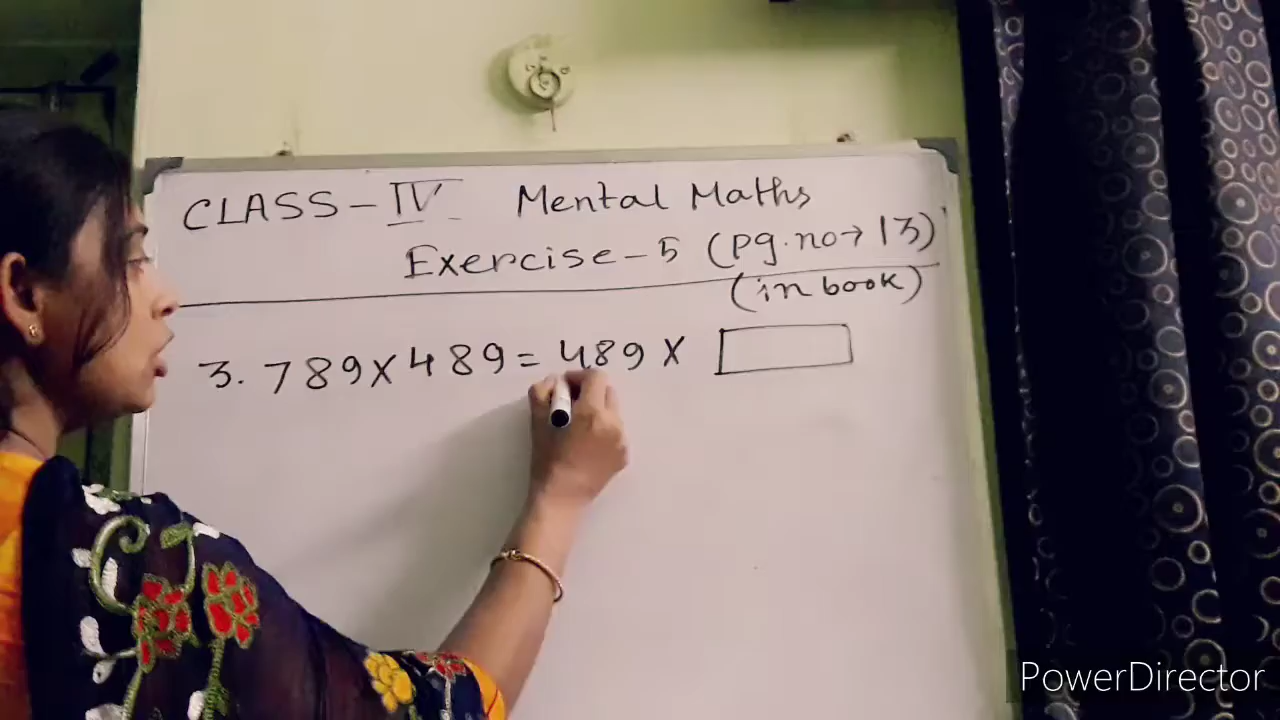 CLASS - IV Mental Maths
Exercise - 5 (pg. no → 13)
(in book)
3. 789 X 489 = 489 X
PowerDirector